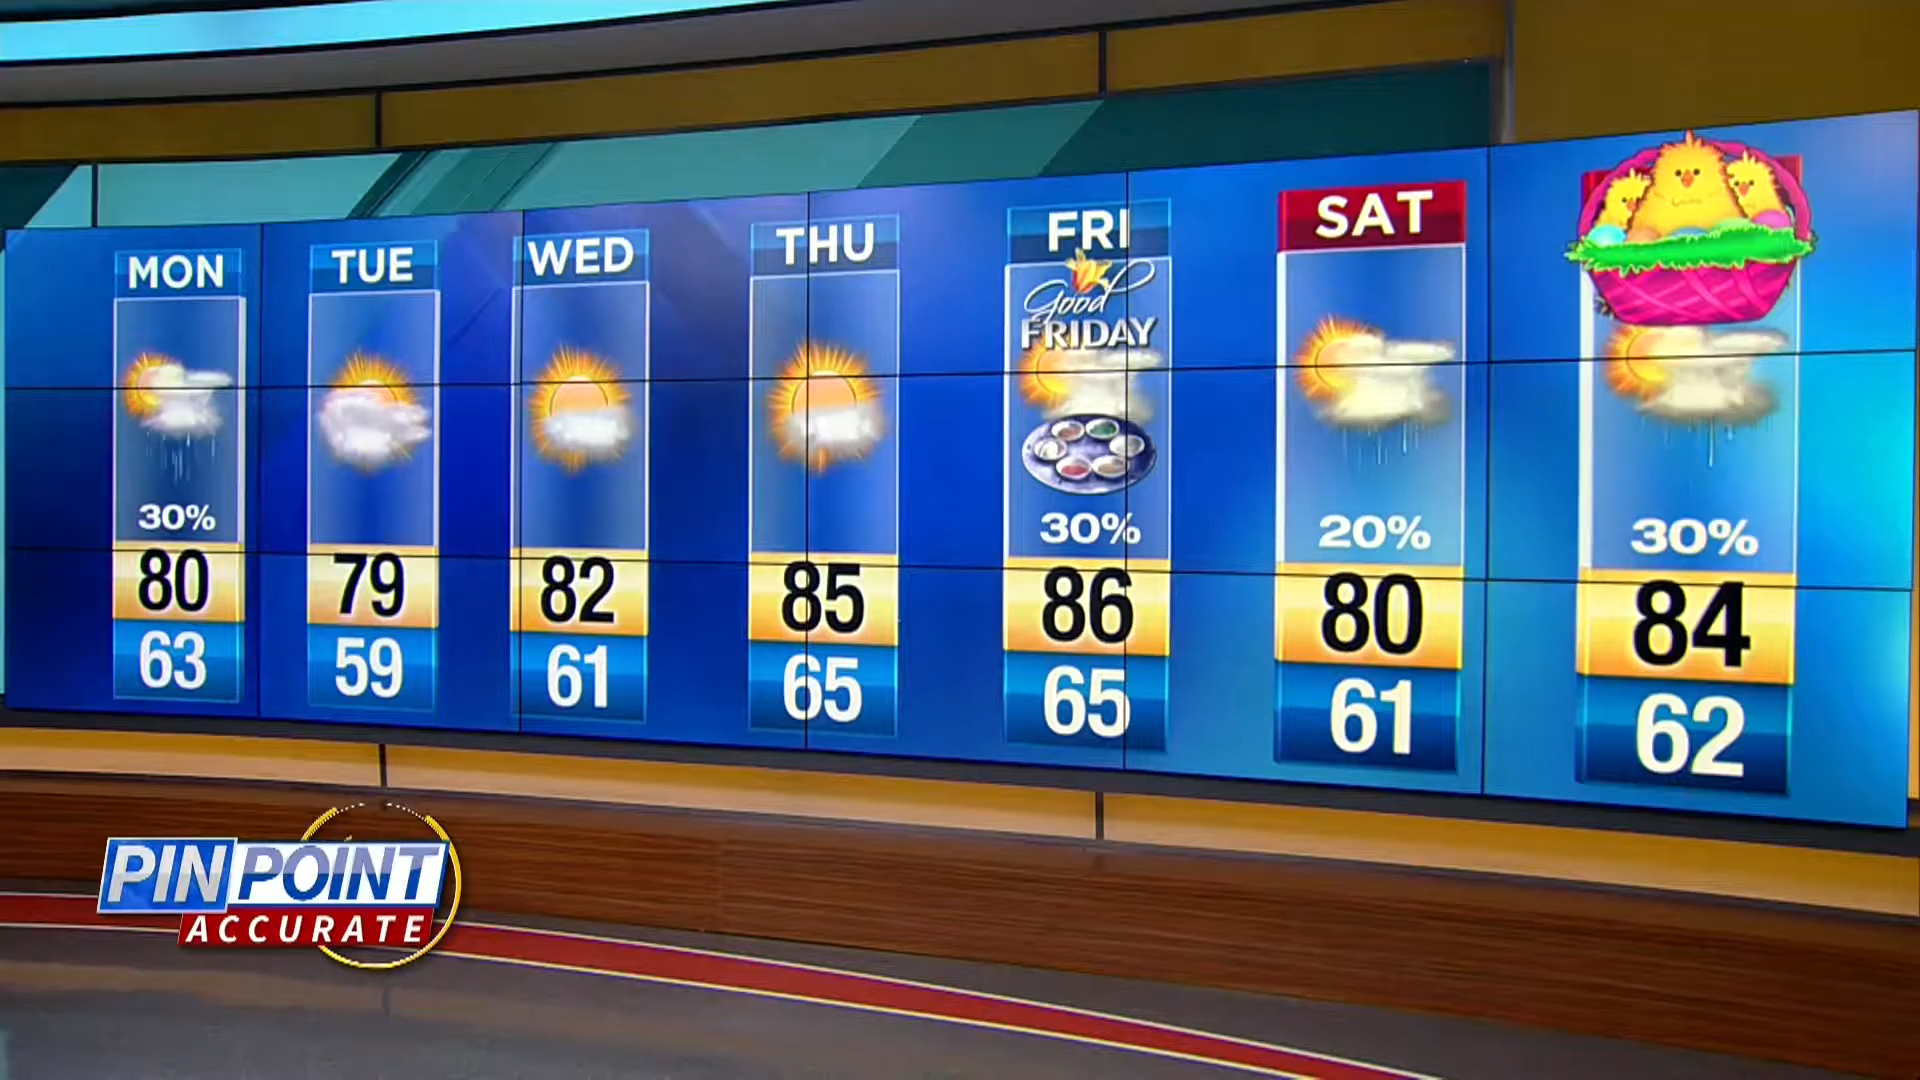 MON
TUE
WED
THU
FRI
SAT
Good
FRIDAY
30%
30%
20%
30%
80
79
82
85
86
80
84
63
59
61
65
65
61
62
PINPOINT
ACCURATE